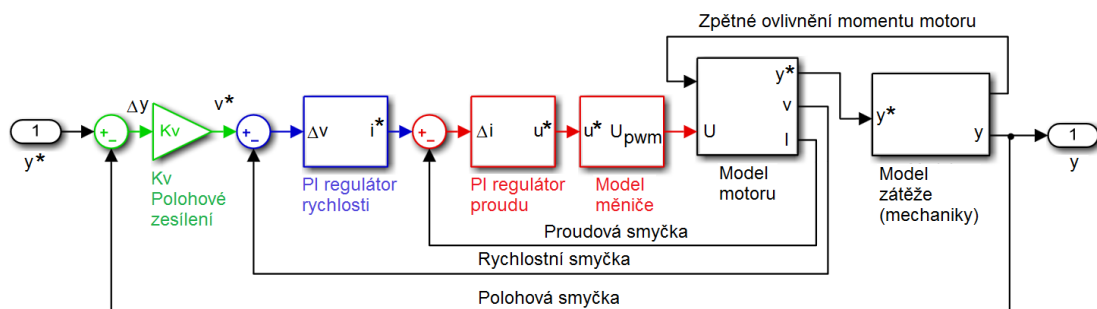 Zpětné ovlivnění momentu motoru
1
y*
+
-
Δy
Kv
v*
Kv
Polohové
zesílení
+
-
Δv
i*
PI regulátor
rychlosti
+
-
Δi
u*
PI regulátor
proudu
u*
Upwm
Model
měniče
U
y*
v
I
Model
motoru
y*
y
Model
zátěže
(mechaniky)
1
y
Proudová smyčka
Rychlostní smyčka
Polohová smyčka